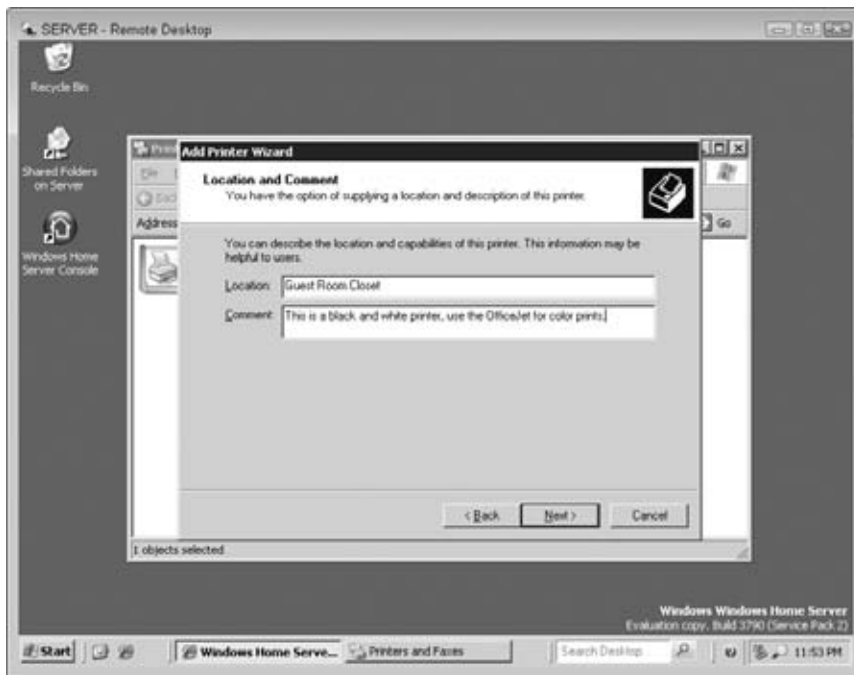 SERVER - Remote Desktop
Recycle Bin
Shared Folders
on Server
Windows Home
Server Console
Add Printer Wizard
Location and Comment
You have the option of supplying a location and description of this printer.
Address
Go
You can describe the location and capabilities of this printer. This information may be
helpful to users.
Location: Guest Room Closet
Comment: This is a black and white printer, use the OfficeJet for color prints.
< Back Next > Cancel
1 objects selected
Windows Windows Home Server
Evaluation copy. Build 3790 (Service Pack 2)
Start Windows Home Serve... Printers and Faxes Search Desktop 11:53 PM